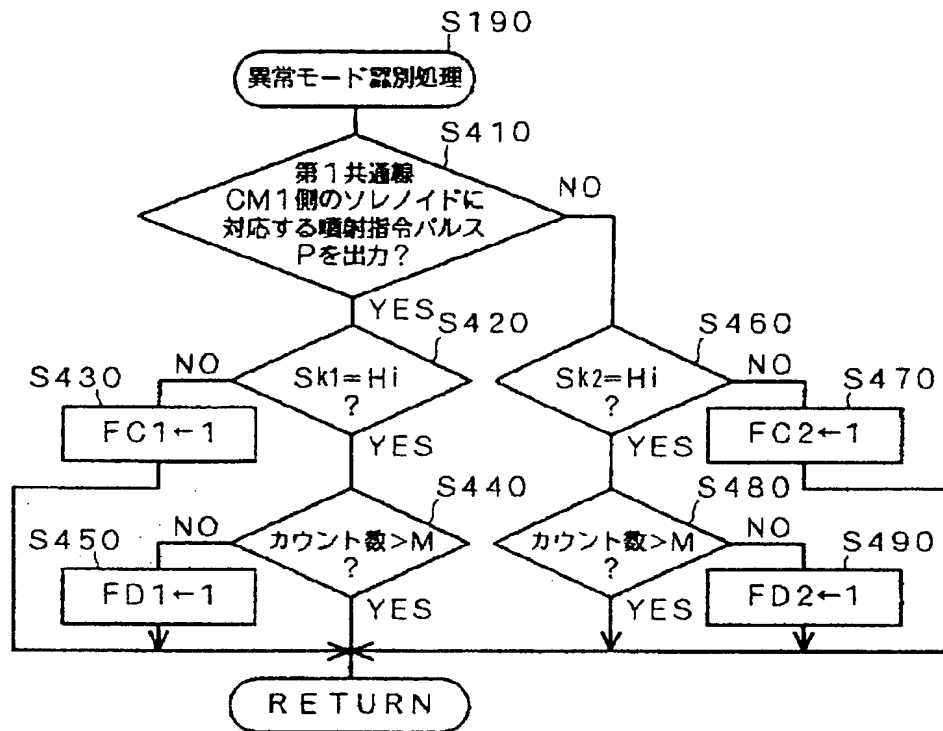 S190
異常モード認別処理
S410
第1共通線
CM1側のソレノイドに
対応する噴射指令パルス
Pを出力?
NO
YES
S420
Sk1=Hi
?
NO
S430
FC1←1
YES
S440
カウント数>M
?
NO
S450
FD1←1
YES
S460
Sk2=Hi
?
NO
S470
FC2←1
YES
S480
カウント数>M
?
NO
S490
FD2←1
YES
RETURN